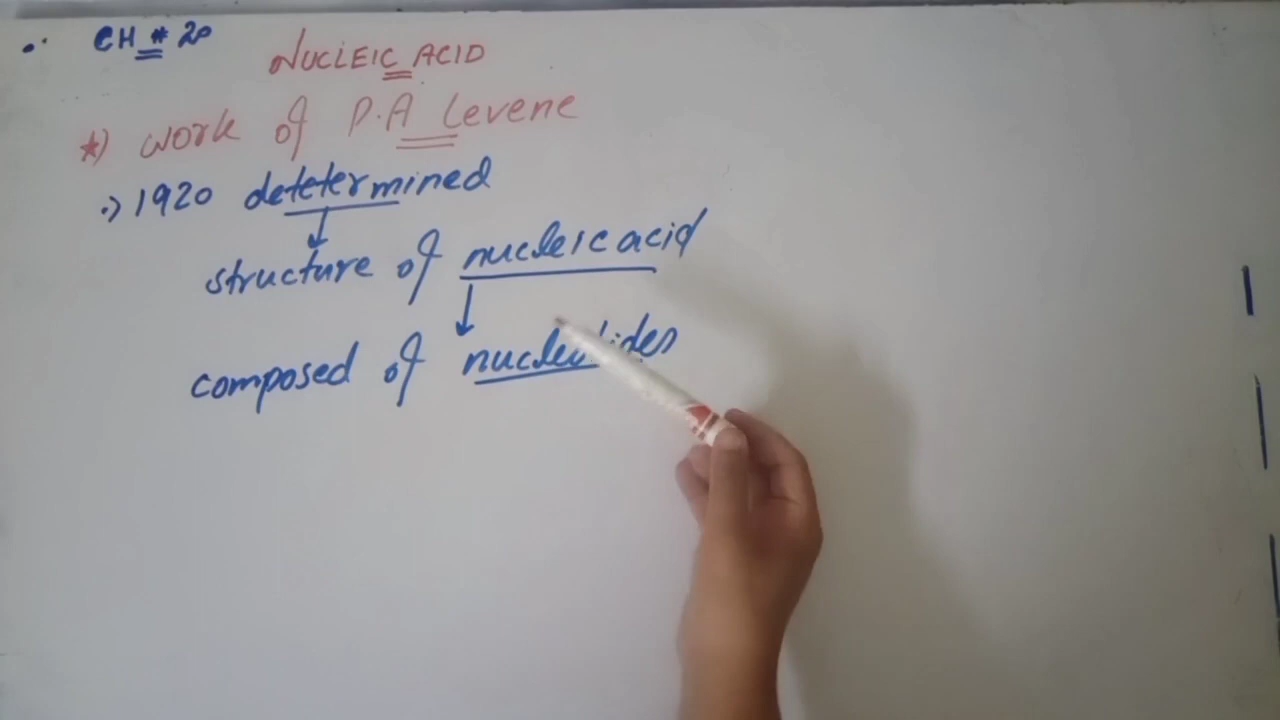 CH # 20
NUCLEIC ACID
*) work of P.A Levene
1920 detetermined
structure of nucleic acid
composed of nucleotides